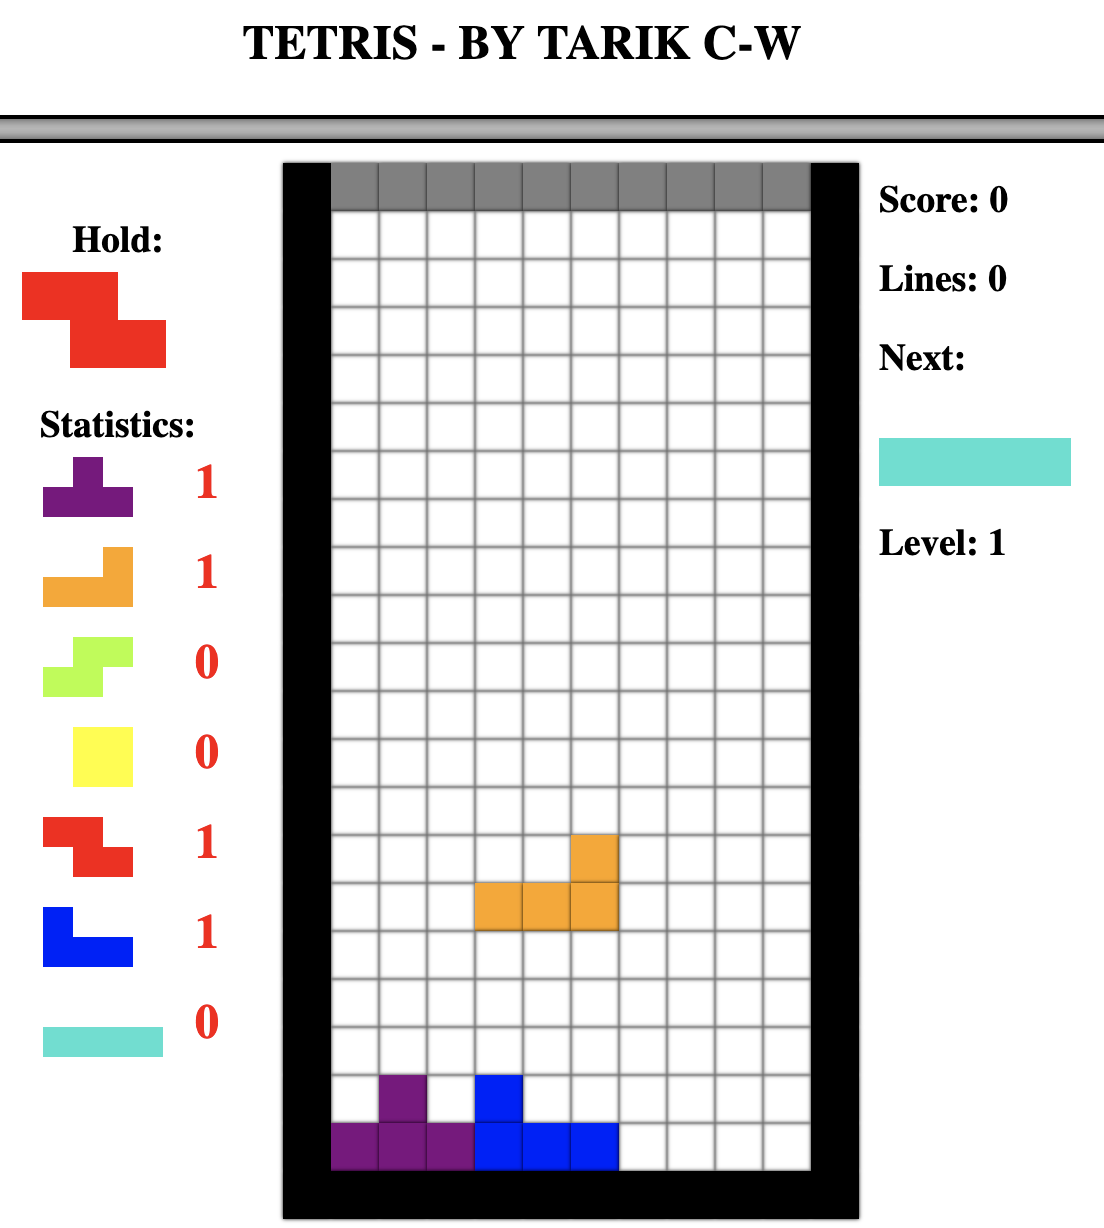 TETRIS - BY TARIK C-W
Hold:
Statistics:
1
1
0
0
1
1
0
Score: 0
Lines: 0
Next:
Level: 1